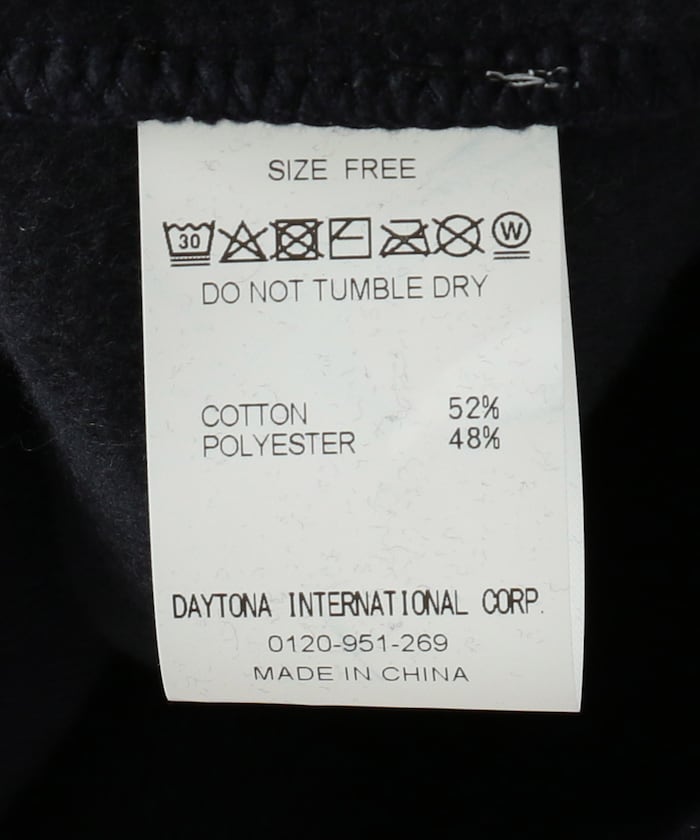 SIZE FREE
30 W
DO NOT TUMBLE DRY
COTTON 52%
POLYESTER 48%
DAYTONA INTERNATIONAL CORP.
0120-951-269
MADE IN CHINA